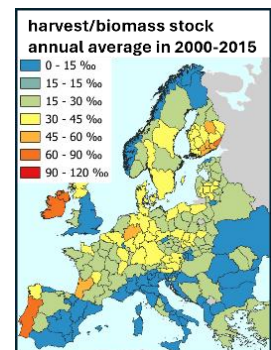 harvest/biomass stock
annual average in 2000-2015
0 - 15 ‰
15 - 15 ‰
15 - 30 ‰
30 - 45 ‰
45 - 60 ‰
60 - 90 ‰
90 - 120 ‰